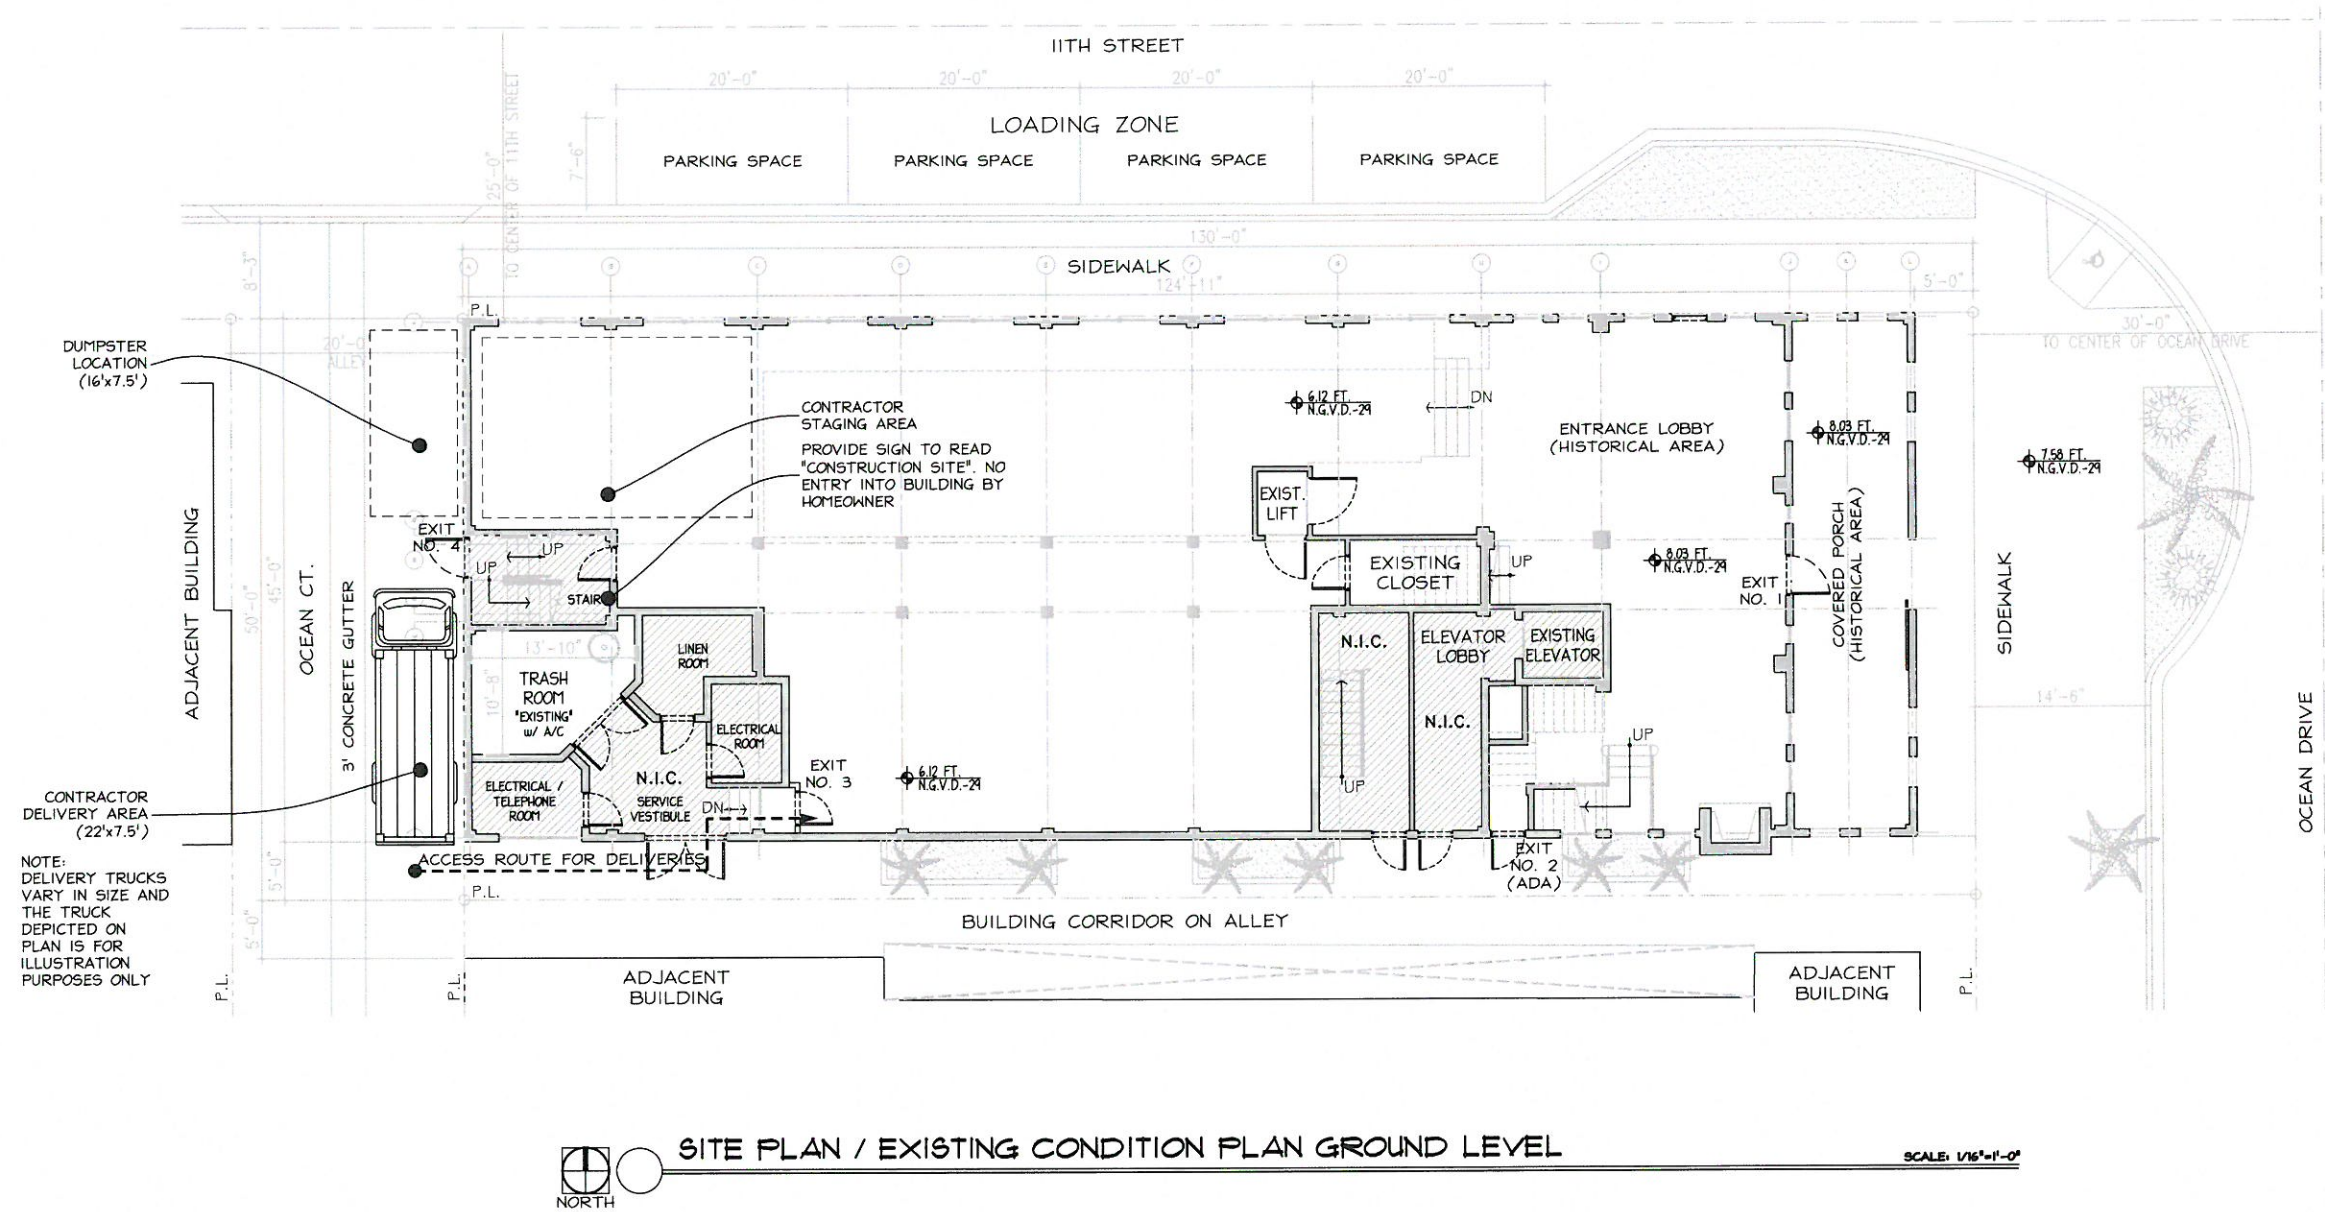 11TH STREET
20'-0"
20'-0"
20'-0"
20'-0"
LOADING ZONE
PARKING SPACE
PARKING SPACE
PARKING SPACE
PARKING SPACE
7'-6"
25'-0"
TO CENTER OF 11TH STREET
130'-0"
SIDEWALK
124'-11"
5'-0"
8'-3"
P.L.
30'-0"
TO CENTER OF OCEAN DRIVE
DUMPSTER
LOCATION
(16'x7.5')
20'-0
ALLEY
CONTRACTOR
STAGING AREA
PROVIDE SIGN TO READ
"CONSTRUCTION SITE". NO
ENTRY INTO BUILDING BY
HOMEOWNER
6.12 FT.
N.G.V.D.-29
DN
ENTRANCE LOBBY
(HISTORICAL AREA)
8.03 FT.
N.G.V.D.-29
7.58 FT.
N.G.V.D.-29
EXIST.
LIFT
EXIT
NO. 4
UP
UP
STAIR
EXISTING
CLOSET
UP
8.03 FT.
N.G.V.D.-29
EXIT
NO. 1
COVERED PORCH
(HISTORICAL AREA)
SIDEWALK
ADJACENT BUILDING
OCEAN CT.
3' CONCRETE GUTTER
45'-0"
50'-0"
13'-10"
10'-8"
LINEN
ROOM
TRASH
ROOM
"EXISTING"
w/ A/C
ELECTRICAL
ROOM
N.I.C.
ELEVATOR
LOBBY
EXISTING
ELEVATOR
N.I.C.
UP
UP
14'-6"
OCEAN DRIVE
ELECTRICAL /
TELEPHONE
ROOM
N.I.C.
SERVICE
VESTIBULE
DN
EXIT
NO. 3
6.12 FT.
N.G.V.D.-29
CONTRACTOR
DELIVERY AREA
(22'x7.5')
NOTE:
DELIVERY TRUCKS
VARY IN SIZE AND
THE TRUCK
DEPICTED ON
PLAN IS FOR
ILLUSTRATION
PURPOSES ONLY
ACCESS ROUTE FOR DELIVERIES
EXIT
NO. 2
(ADA)
5'-0"
5'-0"
P.L.
BUILDING CORRIDOR ON ALLEY
P.L.
P.L.
ADJACENT
BUILDING
ADJACENT
BUILDING
P.L.
SITE PLAN / EXISTING CONDITION PLAN GROUND LEVEL
SCALE: 1/16"=1'-0"
NORTH